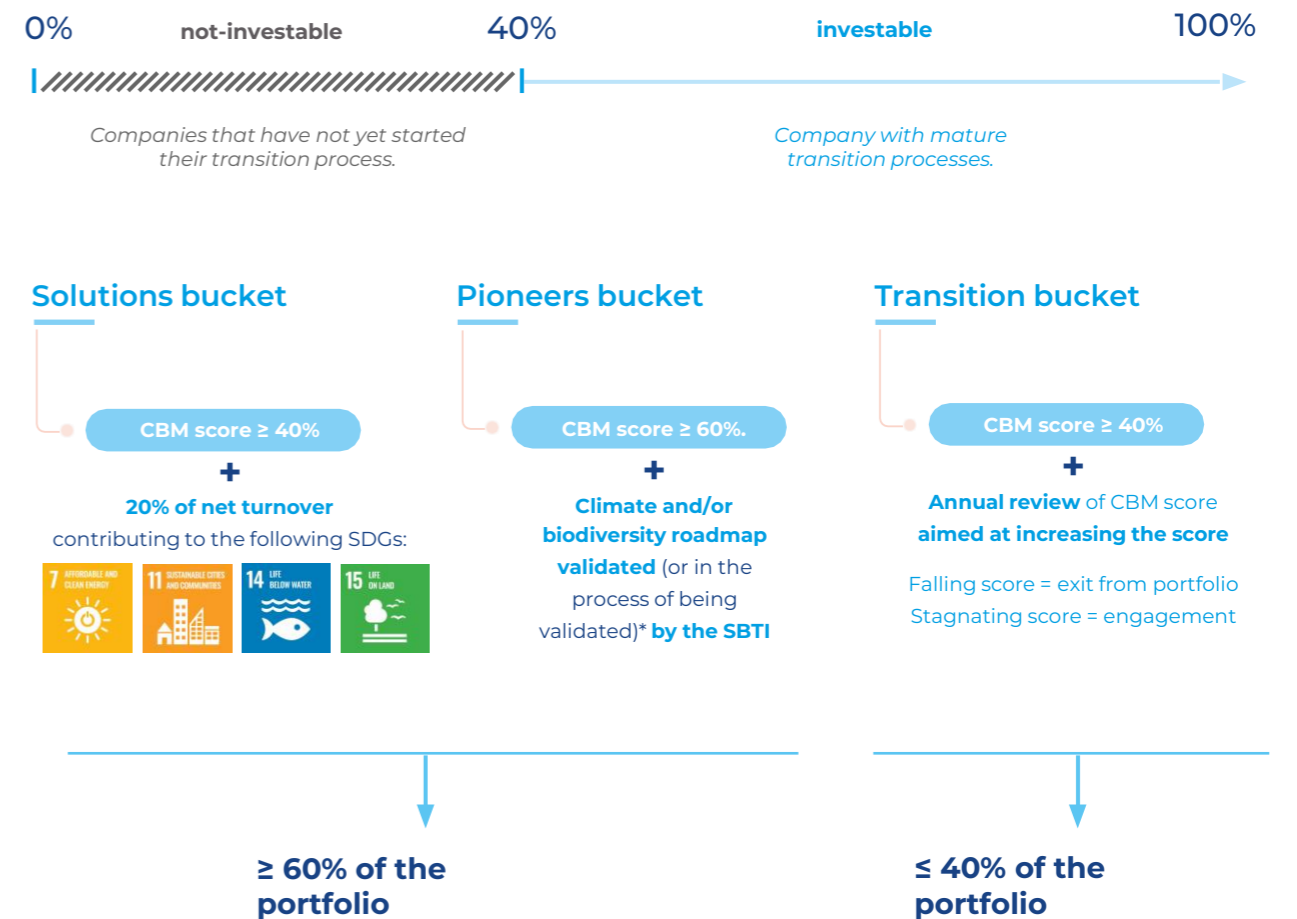 0% not-investable 40% investable 100%
Companies that have not yet started
their transition process.
Company with mature
transition processes.
Solutions bucket
CBM score ≥ 40%
+
20% of net turnover
contributing to the following SDGs:
7 AFFORDABLE AND
CLEAN ENERGY
11 SUSTAINABLE CITIES
AND COMMUNITIES
14 LIFE
BELOW WATER
15 LIFE
ON LAND
Pioneers bucket
CBM score ≥ 60%.
+
Climate and/or
biodiversity roadmap
validated (or in the
process of being
validated)* by the SBTI
≥ 60% of the
portfolio
Transition bucket
CBM score ≥ 40%
+
Annual review of CBM score
aimed at increasing the score
Falling score = exit from portfolio
Stagnating score = engagement
≤ 40% of the
portfolio